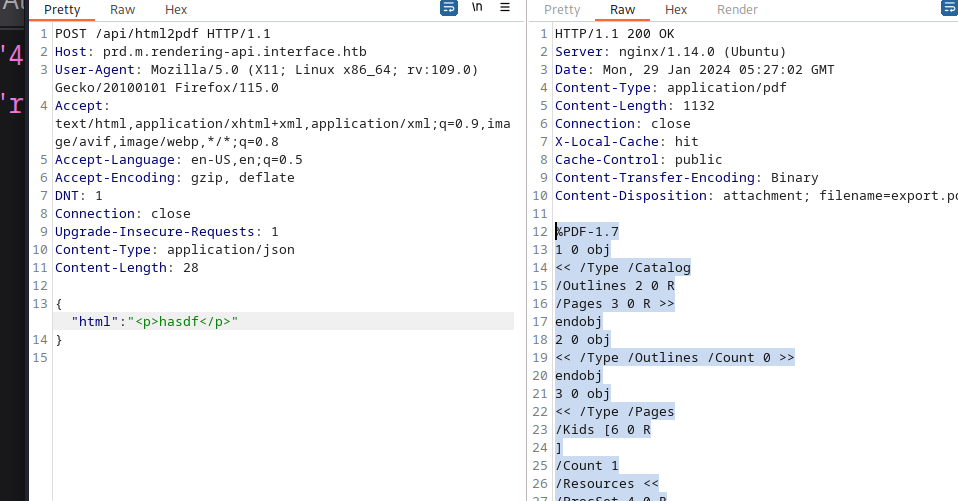 Pretty Raw Hex
\n
1 POST /api/html2pdf HTTP/1.1
2 Host: prd.m.rendering-api.interface.htb
3 User-Agent: Mozilla/5.0 (X11; Linux x86_64; rv:109.0)
Gecko/20100101 Firefox/115.0
4 Accept:
text/html,application/xhtml+xml,application/xml;q=0.9,ima
ge/avif,image/webp,*/*;q=0.8
5 Accept-Language: en-US,en;q=0.5
6 Accept-Encoding: gzip, deflate
7 DNT: 1
8 Connection: close
9 Upgrade-Insecure-Requests: 1
10 Content-Type: application/json
11 Content-Length: 28
12
13 {
"html":"<p>hasdf</p>"
14 }
15
Pretty Raw Hex Render
1 HTTP/1.1 200 OK
2 Server: nginx/1.14.0 (Ubuntu)
3 Date: Mon, 29 Jan 2024 05:27:02 GMT
4 Content-Type: application/pdf
5 Content-Length: 1132
6 Connection: close
7 X-Local-Cache: hit
8 Cache-Control: public
9 Content-Transfer-Encoding: Binary
10 Content-Disposition: attachment; filename=export.p
11
12 %PDF-1.7
13 1 0 obj
14 << /Type /Catalog
15 /Outlines 2 0 R
16 /Pages 3 0 R >>
17 endobj
18 2 0 obj
19 << /Type /Outlines /Count 0 >>
20 endobj
21 3 0 obj
22 << /Type /Pages
23 /Kids [6 0 R
24 ]
25 /Count 1
26 /Resources <<
27 /ProcSet 4 0 R
'4
'r